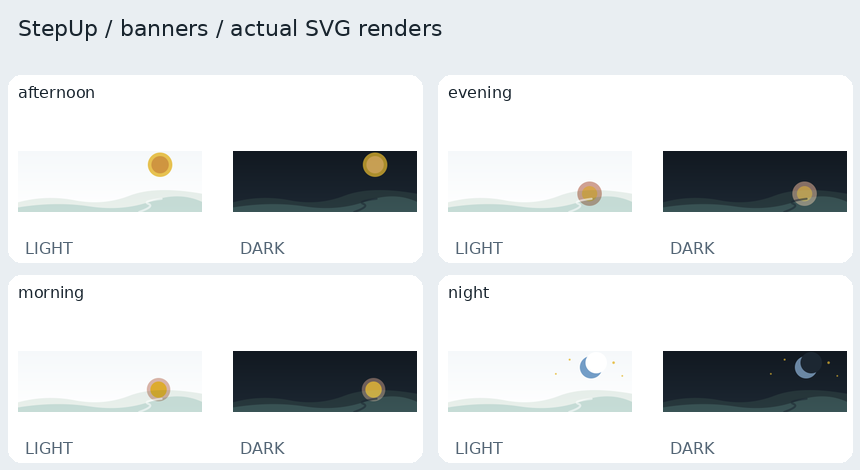 StepUp / banners / actual SVG renders
afternoon
LIGHT
DARK
evening
LIGHT
DARK
morning
LIGHT
DARK
night
LIGHT
DARK